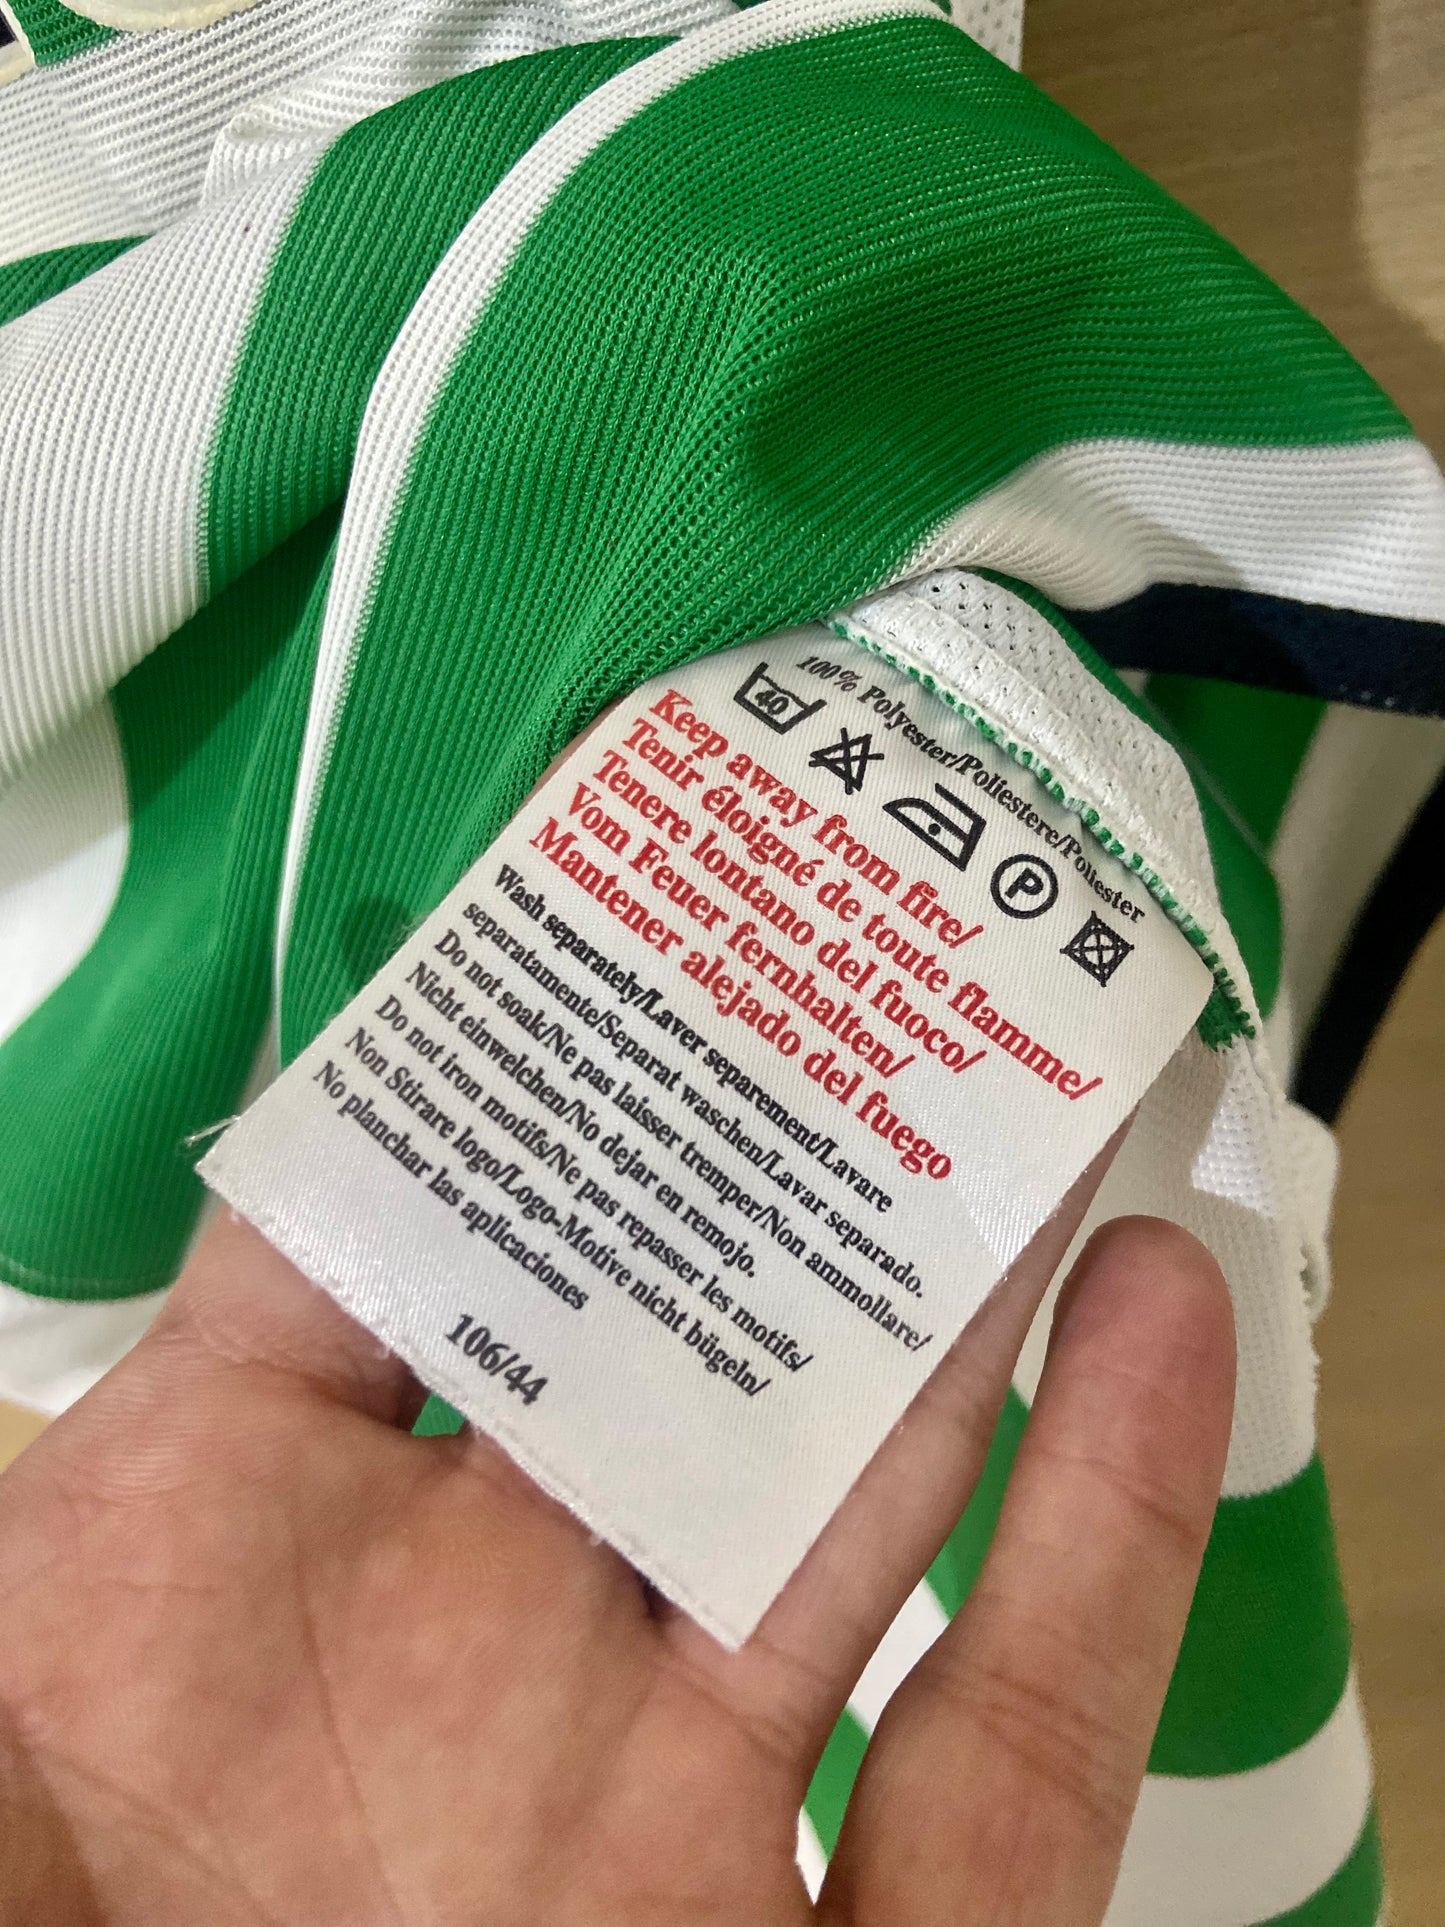 100% Polyester/Poliestere/Poliester
40
P
Keep away from fire/
Tenir éloigné de toute flamme/
Tenere lontano del fuoco/
Vom Feuer fernhalten/
Mantener alejado del fuego
Wash separately/Laver separement/Lavare
separatamente/Separat waschen/Lavar separado.
Do not soak/Ne pas laisser tremper/Non ammollare/
Nicht einwelchen/No dejar en remojo.
Do not iron motifs/Ne pas repasser les motifs/
Non Stirare logo/Logo-Motive nicht bügeln/
No planchar las aplicaciones
106/44